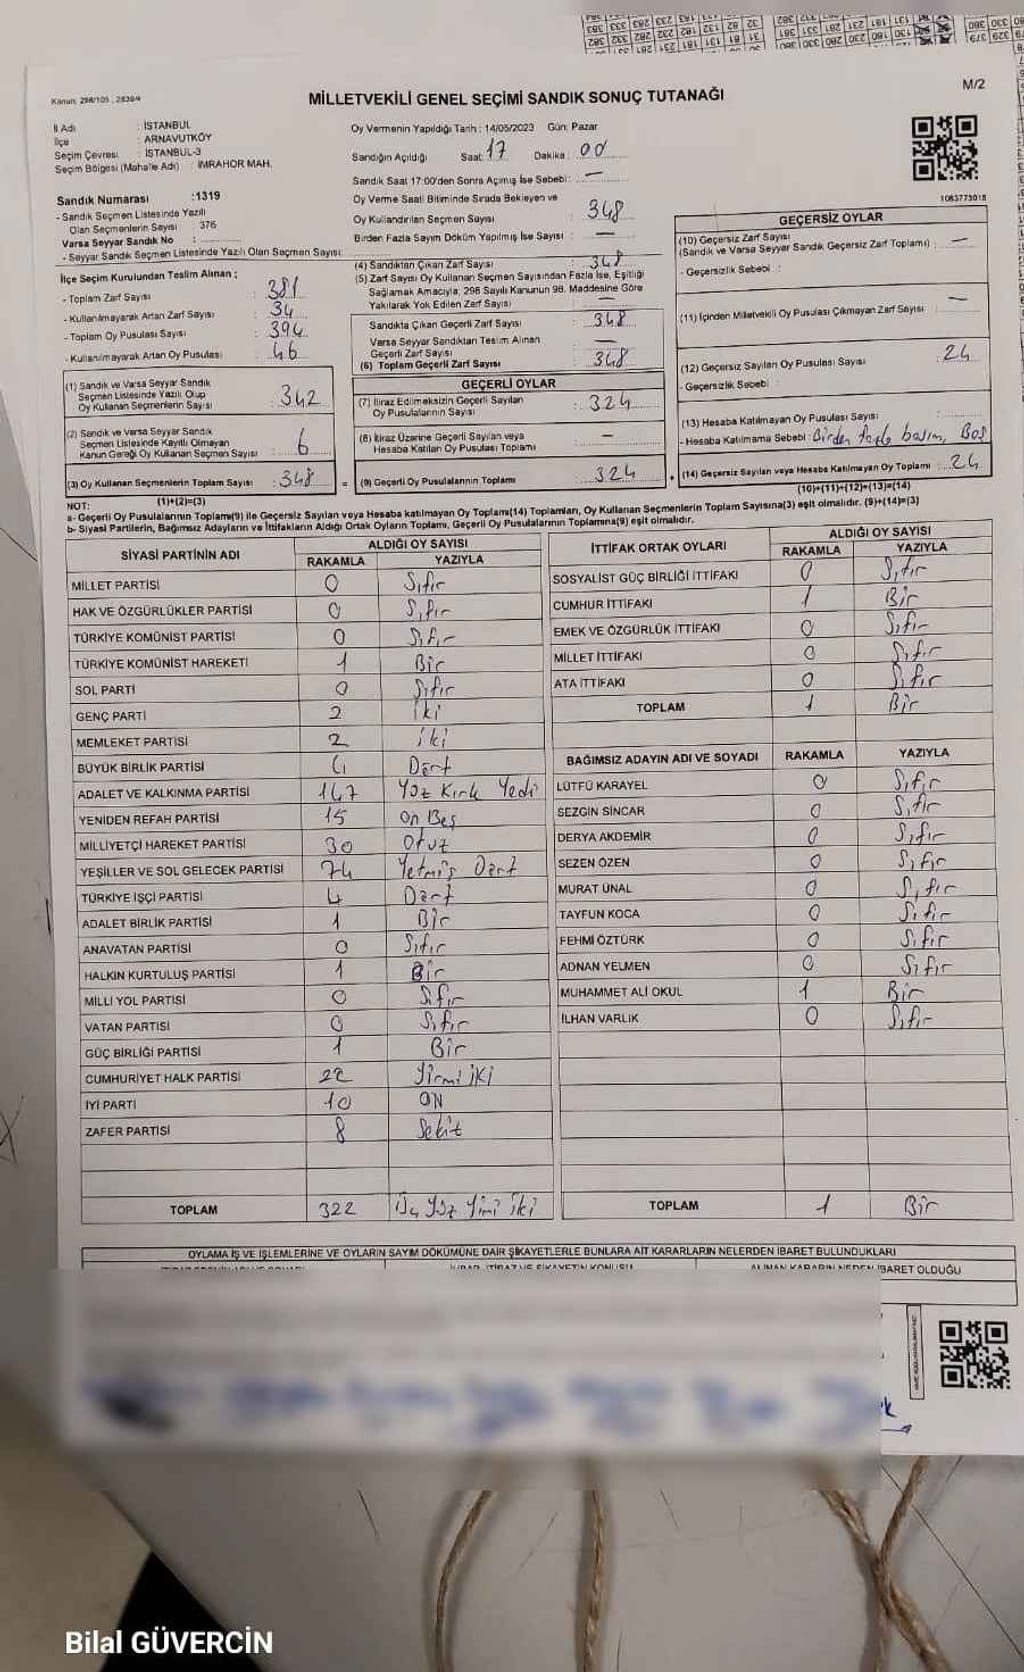 Kanun: 298/105 , 2839/4
M/2
MİLLETVEKİLİ GENEL SEÇİMİ SANDIK SONUÇ TUTANAĞI
İl Adı : İSTANBUL
İlçe : ARNAVUTKÖY
Seçim Çevresi : İSTANBUL-3
Seçim Bölgesi (Mahalle Adı) : İMRAHOR MAH.
Sandık Numarası :1319
- Sandık Seçmen Listesinde Yazılı
Olan Seçmenlerin Sayısı : 376
Varsa Seyyar Sandık No :
- Seyyar Sandık Seçmen Listesinde Yazılı Olan Seçmen Sayısı:
İlçe Seçim Kurulundan Teslim Alınan ;
- Toplam Zarf Sayısı : 381
- Kullanılmayarak Artan Zarf Sayısı : 34
- Toplam Oy Pusulası Sayısı : 394
- Kullanılmayarak Artan Oy Pusulası : 46
(1) Sandık ve Varsa Seyyar Sandık
Seçmen Listesinde Yazılı Olup
Oy Kullanan Seçmenlerin Sayısı : 342
(2) Sandık ve Varsa Seyyar Sandık
Seçmen Listesinde Kayıtlı Olmayan
Kanun Gereği Oy Kullanan Seçmen Sayısı : 6
(3) Oy Kullanan Seçmenlerin Toplam Sayısı : 348
(1)+(2)=(3)
Oy Vermenin Yapıldığı Tarih : 14/05/2023 Gün: Pazar
Sandığın Açıldığı Saat: 17 Dakika : 00
Sandık Saat 17:00'den Sonra Açımış İse Sebebi: —
Oy Verme Saati Bitiminde Sırada Bekleyen ve
Oy Kullandırılan Seçmen Sayısı : 348
Birden Fazla Sayım Döküm Yapılmış İse Sayısı : —
(4) Sandıktan Çıkan Zarf Sayısı : 348
(5) Zarf Sayısı Oy Kullanan Seçmen Sayısından Fazla İse, Eşitliği
Sağlamak Amacıyla; 298 Sayılı Kanunun 98. Maddesine Göre
Yakılarak Yok Edilen Zarf Sayısı : —
Sandıkta Çıkan Geçerli Zarf Sayısı : 348
Varsa Seyyar Sandıktan Teslim Alınan
Geçerli Zarf Sayısı : —
(6) Toplam Geçerli Zarf Sayısı : 348
GEÇERLİ OYLAR
(7) İtiraz Edilmeksizin Geçerli Sayılan
Oy Pusulalarının Sayısı : 324
(8) İtiraz Üzerine Geçerli Sayılan veya
Hesaba Katılan Oy Pusulası Toplamı : —
= (9) Geçerli Oy Pusulalarının Toplamı : 324
1083773018
GEÇERSİZ OYLAR
(10) Geçersiz Zarf Sayısı
(Sandık ve Varsa Seyyar Sandık Geçersiz Zarf Toplamı) : —
- Geçersizlik Sebebi :
(11) İçinden Milletvekili Oy Pusulası Çıkmayan Zarf Sayısı : —
(12) Geçersiz Sayılan Oy Pusulası Sayısı : 24
- Geçersizlik Sebebi :
(13) Hesaba Katılmayan Oy Pusulası Sayısı :
- Hesaba Katılmama Sebebi : Birden fazla basım, Boş
+ (14) Geçersiz Sayılan veya Hesaba Katılmayan Oy Toplamı : 24
(10)+(11)+(12)+(13)=(14)
NOT:
a- Geçerli Oy Pusulalarının Toplamı(9) ile Geçersiz Sayılan veya Hesaba katılmayan Oy Toplam(14) Toplamları, Oy Kullanan Seçmenlerin Toplam Sayısına(3) eşit olmalıdır. (9)+(14)=(3)
b- Siyasi Partilerin, Bağımsız Adayların ve İttifakların Aldığı Ortak Oyların Toplamı, Geçerli Oy Pusulalarının Toplamına(9) eşit olmalıdır.
SİYASİ PARTİNİN ADI ALDIĞI OY SAYISI
RAKAMLA YAZIYLA
MİLLET PARTİSİ 0 Sıfır
HAK VE ÖZGÜRLÜKLER PARTİSİ 0 Sıfır
TÜRKİYE KOMÜNİST PARTİSİ 0 Sıfır
TÜRKİYE KOMÜNİST HAREKETİ 1 Bir
SOL PARTİ 0 Sıfır
GENÇ PARTİ 2 iki
MEMLEKET PARTİSİ 2 iki
BÜYÜK BİRLİK PARTİSİ 4 Dört
ADALET VE KALKINMA PARTİSİ 147 Yüz Kırk Yedi
YENİDEN REFAH PARTİSİ 15 On Beş
MİLLİYETÇİ HAREKET PARTİSİ 30 Otuz
YEŞİLLER VE SOL GELECEK PARTİSİ 74 Yetmiş Dört
TÜRKİYE İŞÇİ PARTİSİ 4 Dört
ADALET BİRLİK PARTİSİ 1 Bir
ANAVATAN PARTİSİ 0 Sıfır
HALKIN KURTULUŞ PARTİSİ 1 Bir
MİLLİ YOL PARTİSİ 0 Sıfır
VATAN PARTİSİ 0 Sıfır
GÜÇ BİRLİĞİ PARTİSİ 1 Bir
CUMHURİYET HALK PARTİSİ 22 Yirmi iki
İYİ PARTİ 10 ON
ZAFER PARTİSİ 8 Sekiz
TOPLAM 322 Üç Yüz Yirmi iki
İTTİFAK ORTAK OYLARI ALDIĞI OY SAYISI
RAKAMLA YAZIYLA
SOSYALİST GÜÇ BİRLİĞİ İTTİFAKI 0 Sıfır
CUMHUR İTTİFAKI 1 Bir
EMEK VE ÖZGÜRLÜK İTTİFAKI 0 Sıfır
MİLLET İTTİFAKI 0 Sıfır
ATA İTTİFAKI 0 Sıfır
TOPLAM 1 Bir
BAĞIMSIZ ADAYIN ADI VE SOYADI RAKAMLA YAZIYLA
LÜTFÜ KARAYEL 0 Sıfır
SEZGİN SİNCAR 0 Sıfır
DERYA AKDEMİR 0 Sıfır
SEZEN ÖZEN 0 Sıfır
MURAT ÜNAL 0 Sıfır
TAYFUN KOCA 0 Sıfır
FEHMİ ÖZTÜRK 0 Sıfır
ADNAN YELMEN 0 Sıfır
MUHAMMET ALİ OKUL 1 Bir
İLHAN VARLIK 0 Sıfır
TOPLAM 1 Bir
OYLAMA İŞ VE İŞLEMLERİNE VE OYLARIN SAYIM DÖKÜMÜNE DAİR ŞİKAYETLERLE BUNLARA AİT KARARLARIN NELERDEN İBARET BULUNDUKLARI
ALINAN KARARIN NEDEN İBARET OLDUĞU
Bilal GÜVERCİN